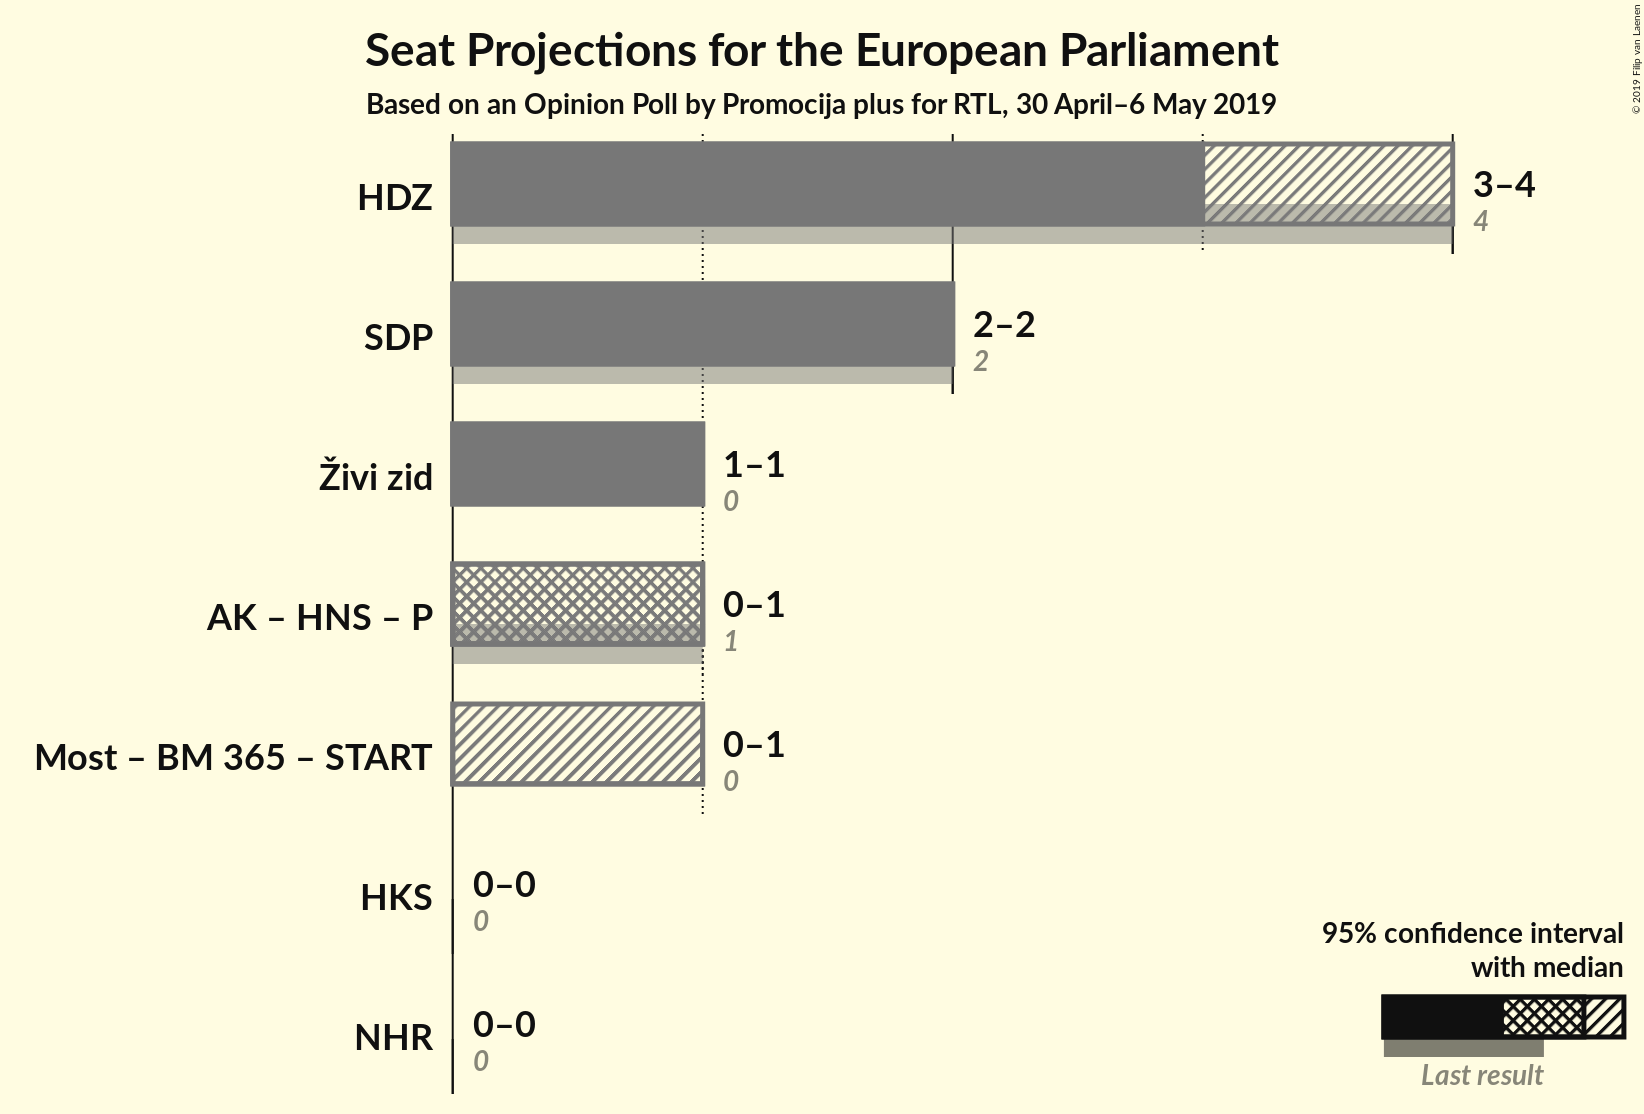 Seat Projections for the European Parliament
Based on an Opinion Poll by Promocija plus for RTL, 30 April–6 May 2019
© 2019 Filip van Laenen
HDZ
3–4
4
SDP
2–2
2
Živi zid
1–1
0
AK – HNS – P
0–1
1
Most – BM 365 – START
0–1
0
HKS
0–0
0
NHR
0–0
0
95% confidence interval
with median
Last result